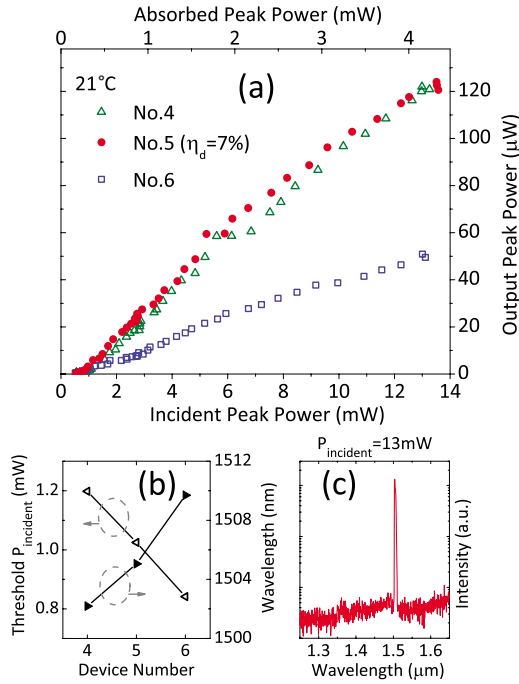 Absorbed Peak Power (mW)
0 1 2 3 4
(a)
21°C
No.4
No.5 (ηd=7%)
No.6
120
100
80
60
40
20
0
Output Peak Power (µW)
0 2 4 6 8 10 12 14
Incident Peak Power (mW)
(b)
Threshold Pincident (mW)
1.2
1.0
0.8
1512
1508
1504
1500
Wavelength (nm)
4 5 6
Device Number
Pincident=13mW
(c)
Intensity (a.u.)
1.3 1.4 1.5 1.6
Wavelength (µm)